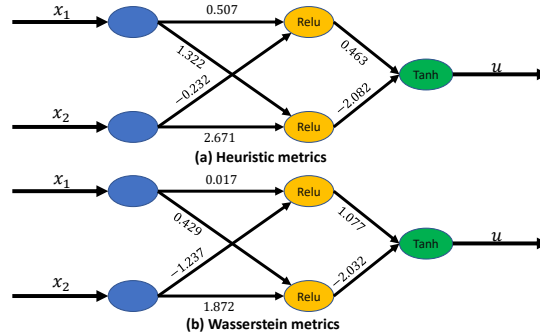 0.507
x₁
Relu
1.322
0.463
u
Tanh
−0.232
−2.082
x₂
Relu
2.671
(a) Heuristic metrics
0.017
x₁
Relu
0.429
1.077
u
Tanh
−1.237
−2.032
x₂
Relu
1.872
(b) Wasserstein metrics